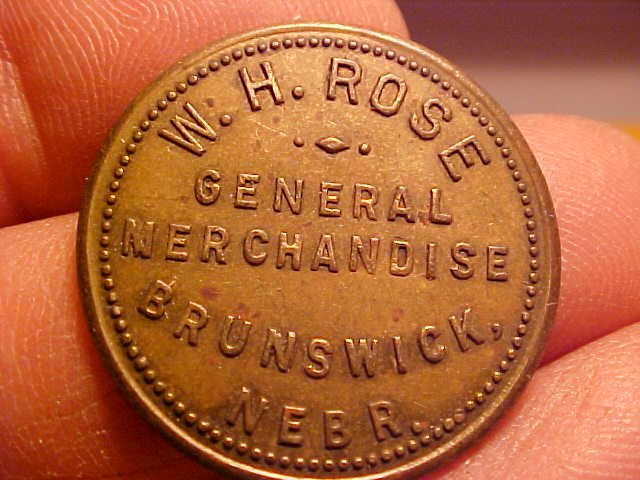 W. H. ROSE
GENERAL
MERCHANDISE
BRUNSWICK,
NEBR.